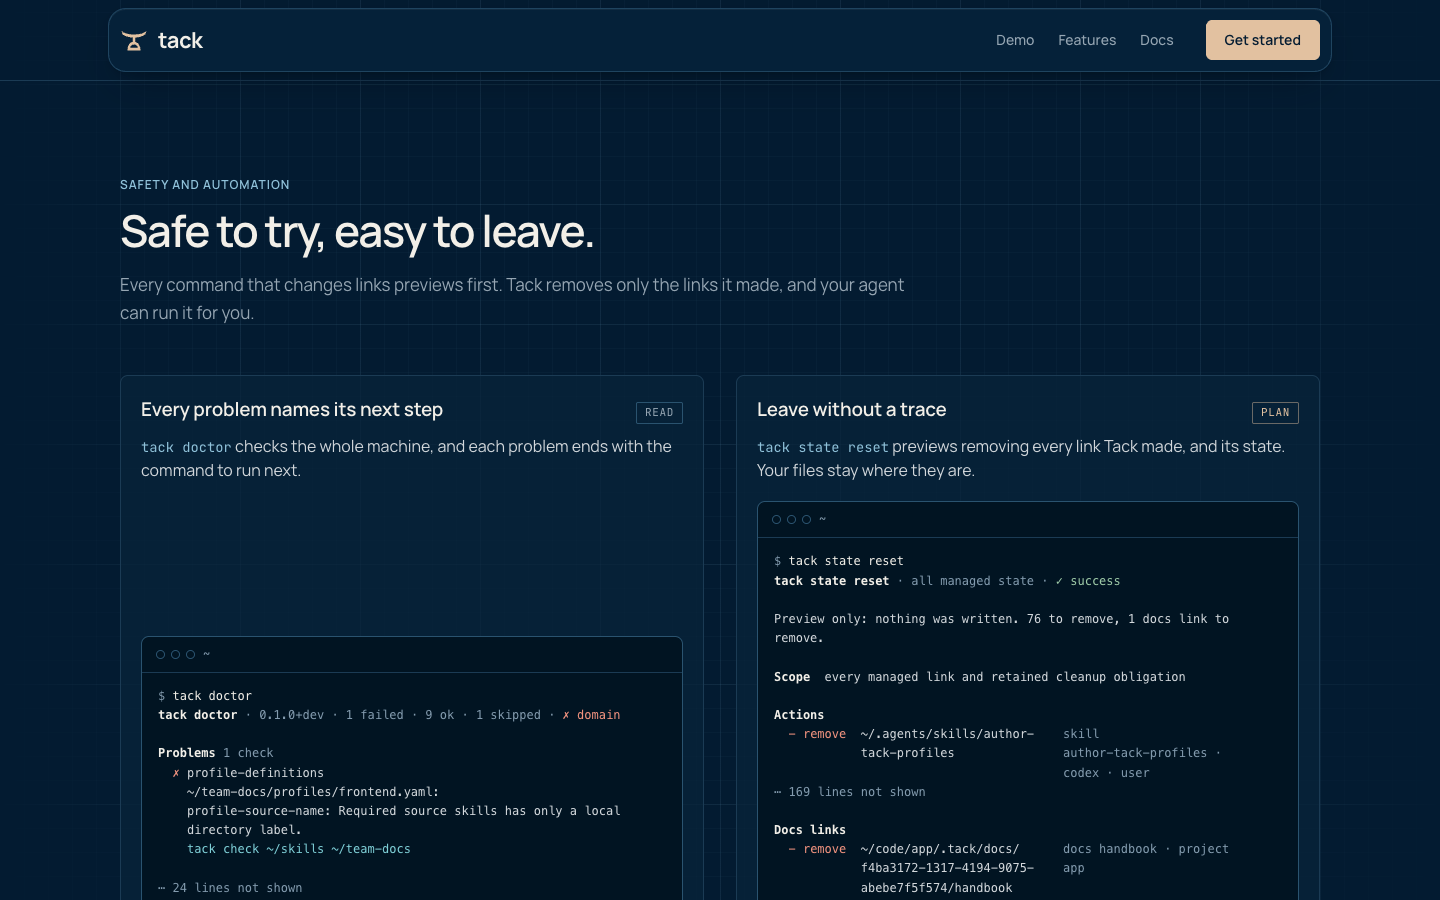 tack
Demo
Features
Docs
Get started
SAFETY AND AUTOMATION
Safe to try, easy to leave.
Every command that changes links previews first. Tack removes only the links it made, and your agent
can run it for you.
Every problem names its next step
READ
tack doctor checks the whole machine, and each problem ends with the
command to run next.
~
$ tack doctor
tack doctor · 0.1.0+dev · 1 failed · 9 ok · 1 skipped · ✗ domain
Problems 1 check
✗ profile-definitions
~/team-docs/profiles/frontend.yaml:
profile-source-name: Required source skills has only a local
directory label.
tack check ~/skills ~/team-docs
⋯ 24 lines not shown
Leave without a trace
PLAN
tack state reset previews removing every link Tack made, and its state.
Your files stay where they are.
~
$ tack state reset
tack state reset · all managed state · ✓ success
Preview only: nothing was written. 76 to remove, 1 docs link to
remove.
Scope every managed link and retained cleanup obligation
Actions
− remove ~/.agents/skills/author- skill
tack-profiles author-tack-profiles ·
codex · user
⋯ 169 lines not shown
Docs links
− remove ~/code/app/.tack/docs/ docs handbook · project
f4ba3172-1317-4194-9075- app
abebe7f5f574/handbook